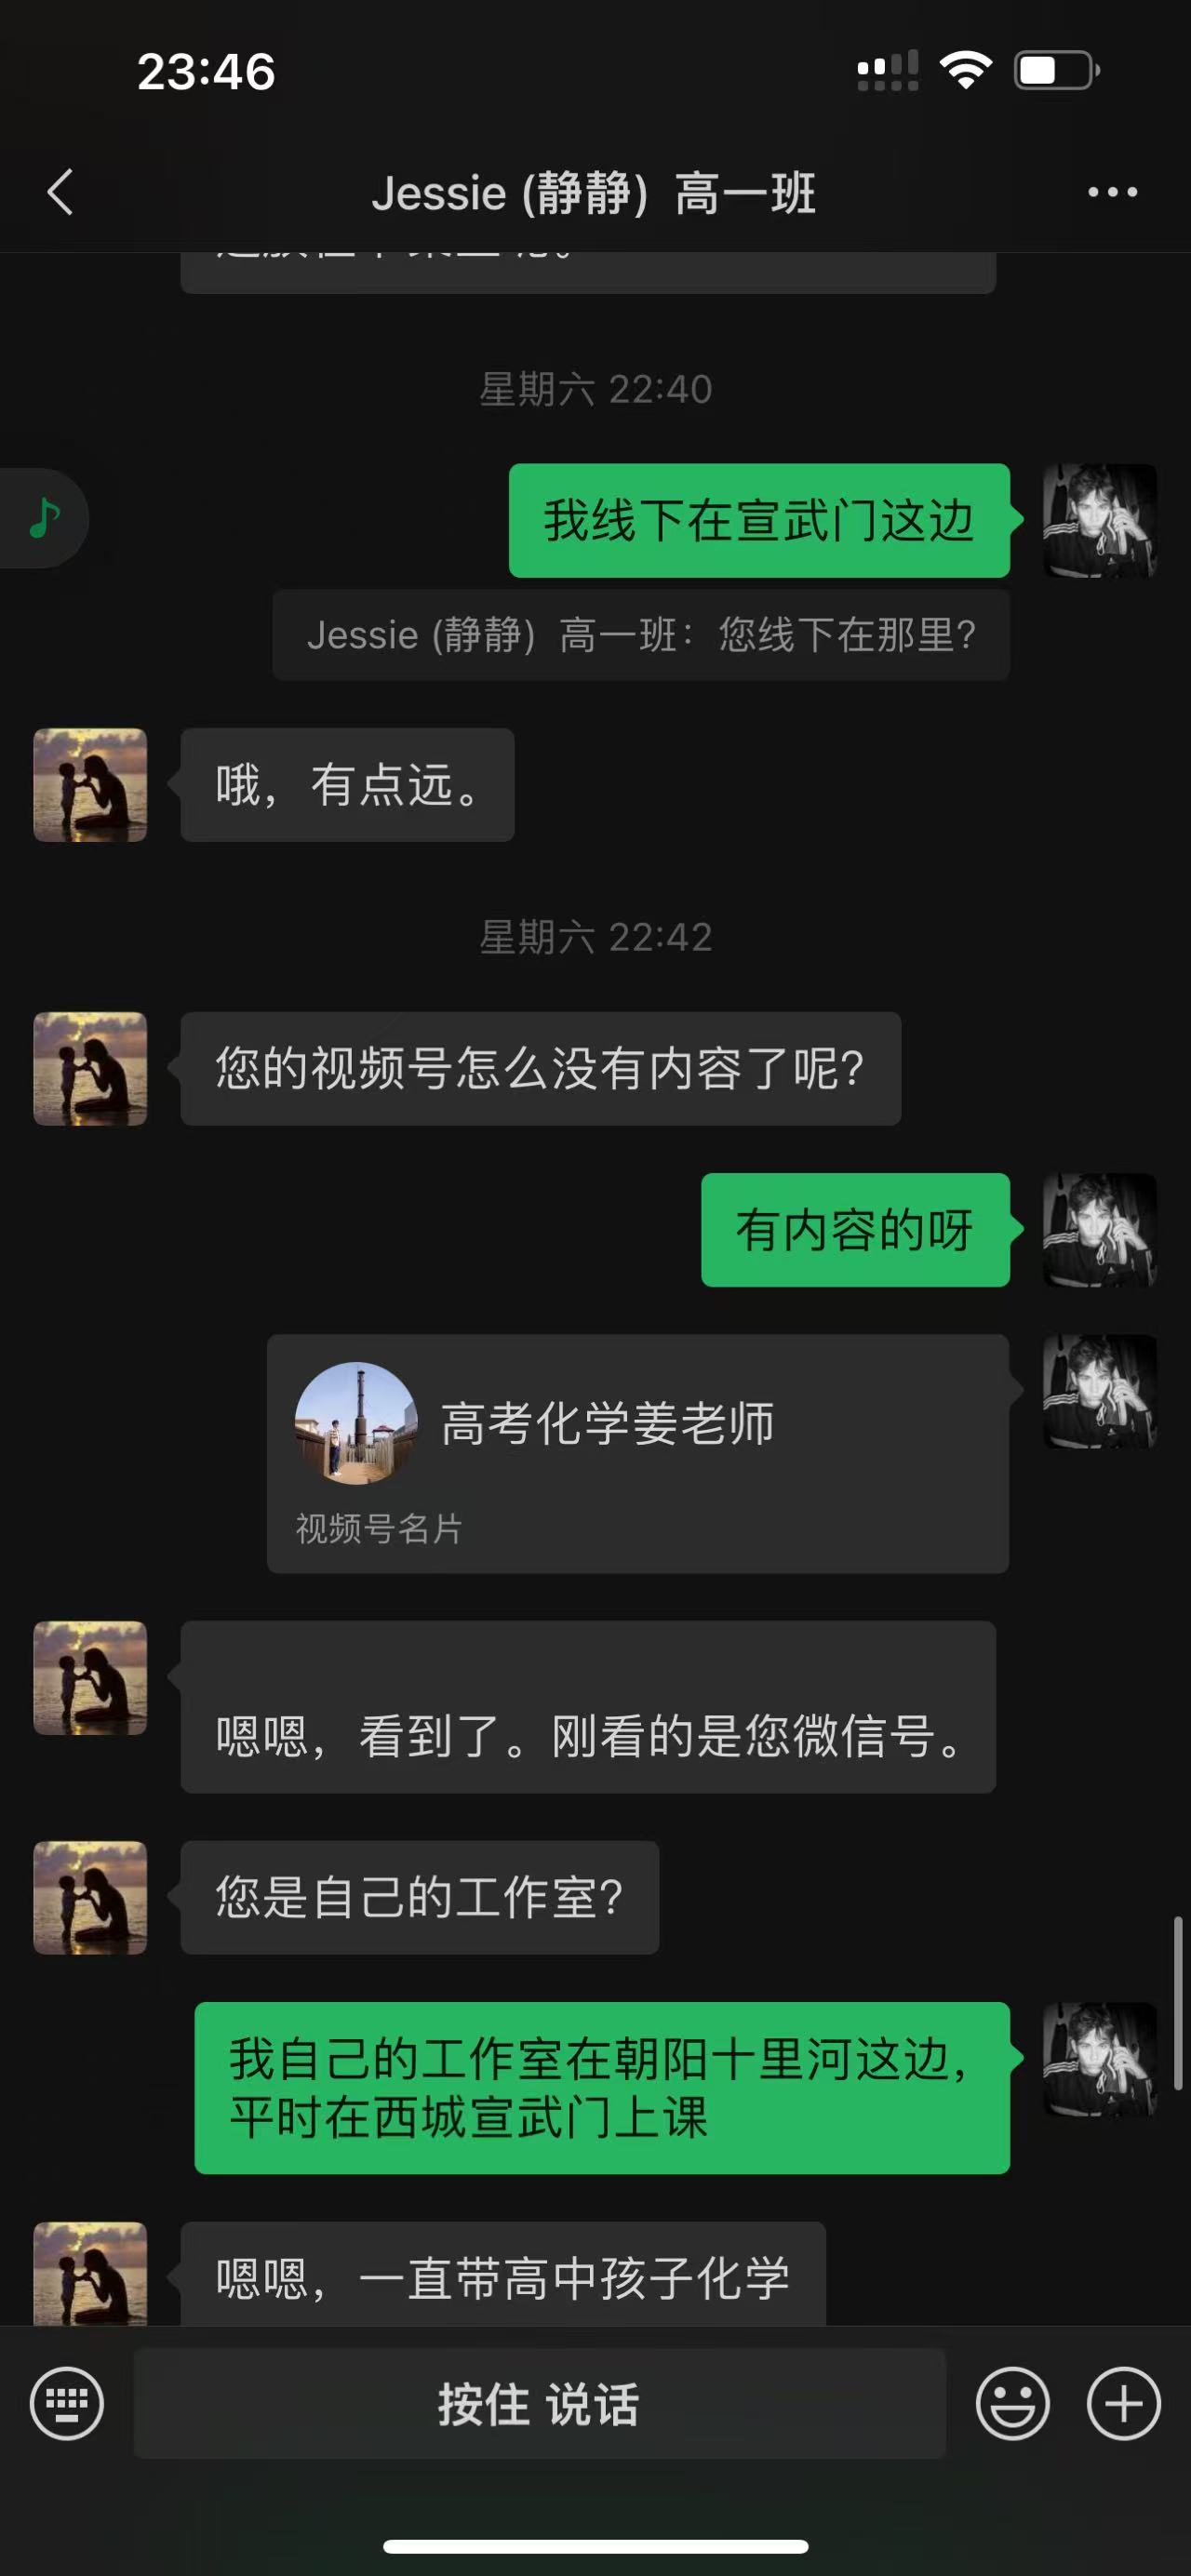 23:46
Jessie (静静) 高一班
星期六 22:40
我线下在宣武门这边
Jessie (静静) 高一班：您线下在那里?
哦，有点远。
星期六 22:42
您的视频号怎么没有内容了呢?
有内容的呀
高考化学姜老师
视频号名片
嗯嗯，看到了。刚看的是您微信号。
您是自己的工作室?
我自己的工作室在朝阳十里河这边，
平时在西城宣武门上课
嗯嗯，一直带高中孩子化学
按住 说话